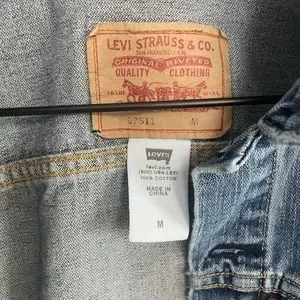 LEVI STRAUSS & CO.
SAN FRANCISCO, CA.
ORIGINAL RIVETED
QUALITY CLOTHING
TRADE MARK
57511 M
Levi's
levi.com
(800) USA-LEVI
100% COTTON
MADE IN
CHINA
M